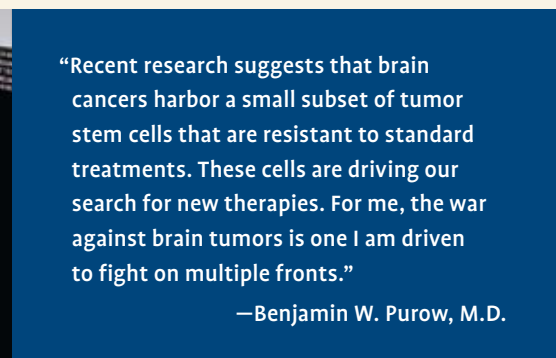 “Recent research suggests that brain
cancers harbor a small subset of tumor
stem cells that are resistant to standard
treatments. These cells are driving our
search for new therapies. For me, the war
against brain tumors is one I am driven
to fight on multiple fronts.”
—Benjamin W. Purow, M.D.